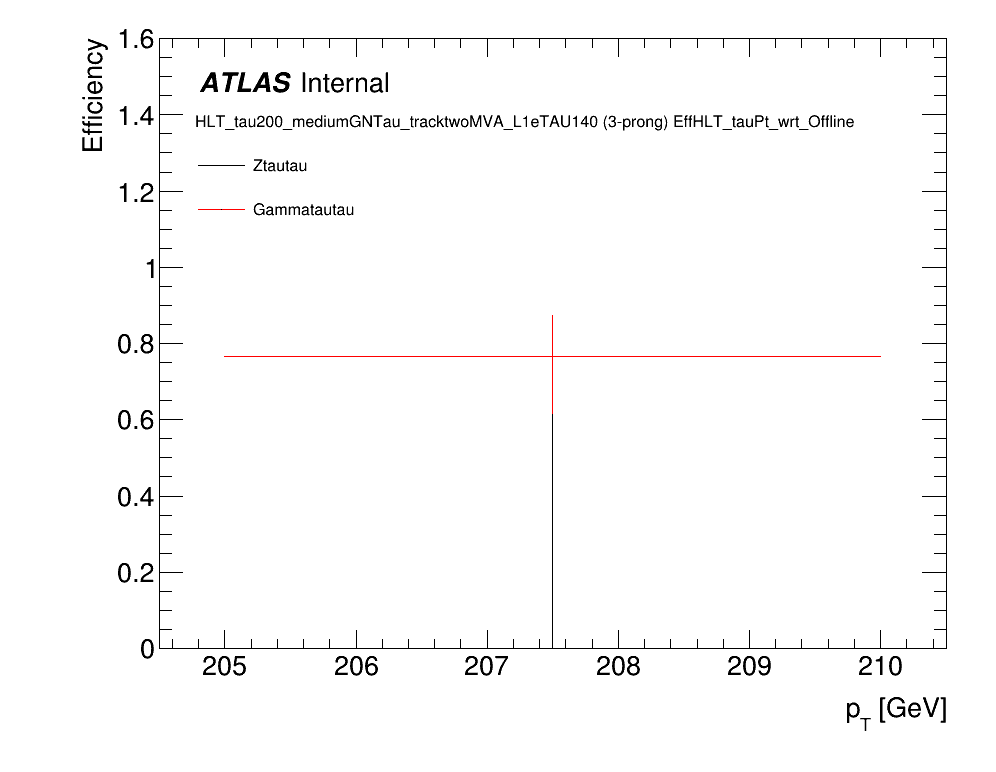 Efficiency
1.6
1.4
1.2
1
0.8
0.6
0.4
0.2
0
ATLAS Internal
HLT_tau200_mediumGNTau_tracktwoMVA_L1eTAU140 (3-prong) EffHLT_tauPt_wrt_Offline
Ztautau
Gammatautau
205 206 207 208 209 210
p_T [GeV]